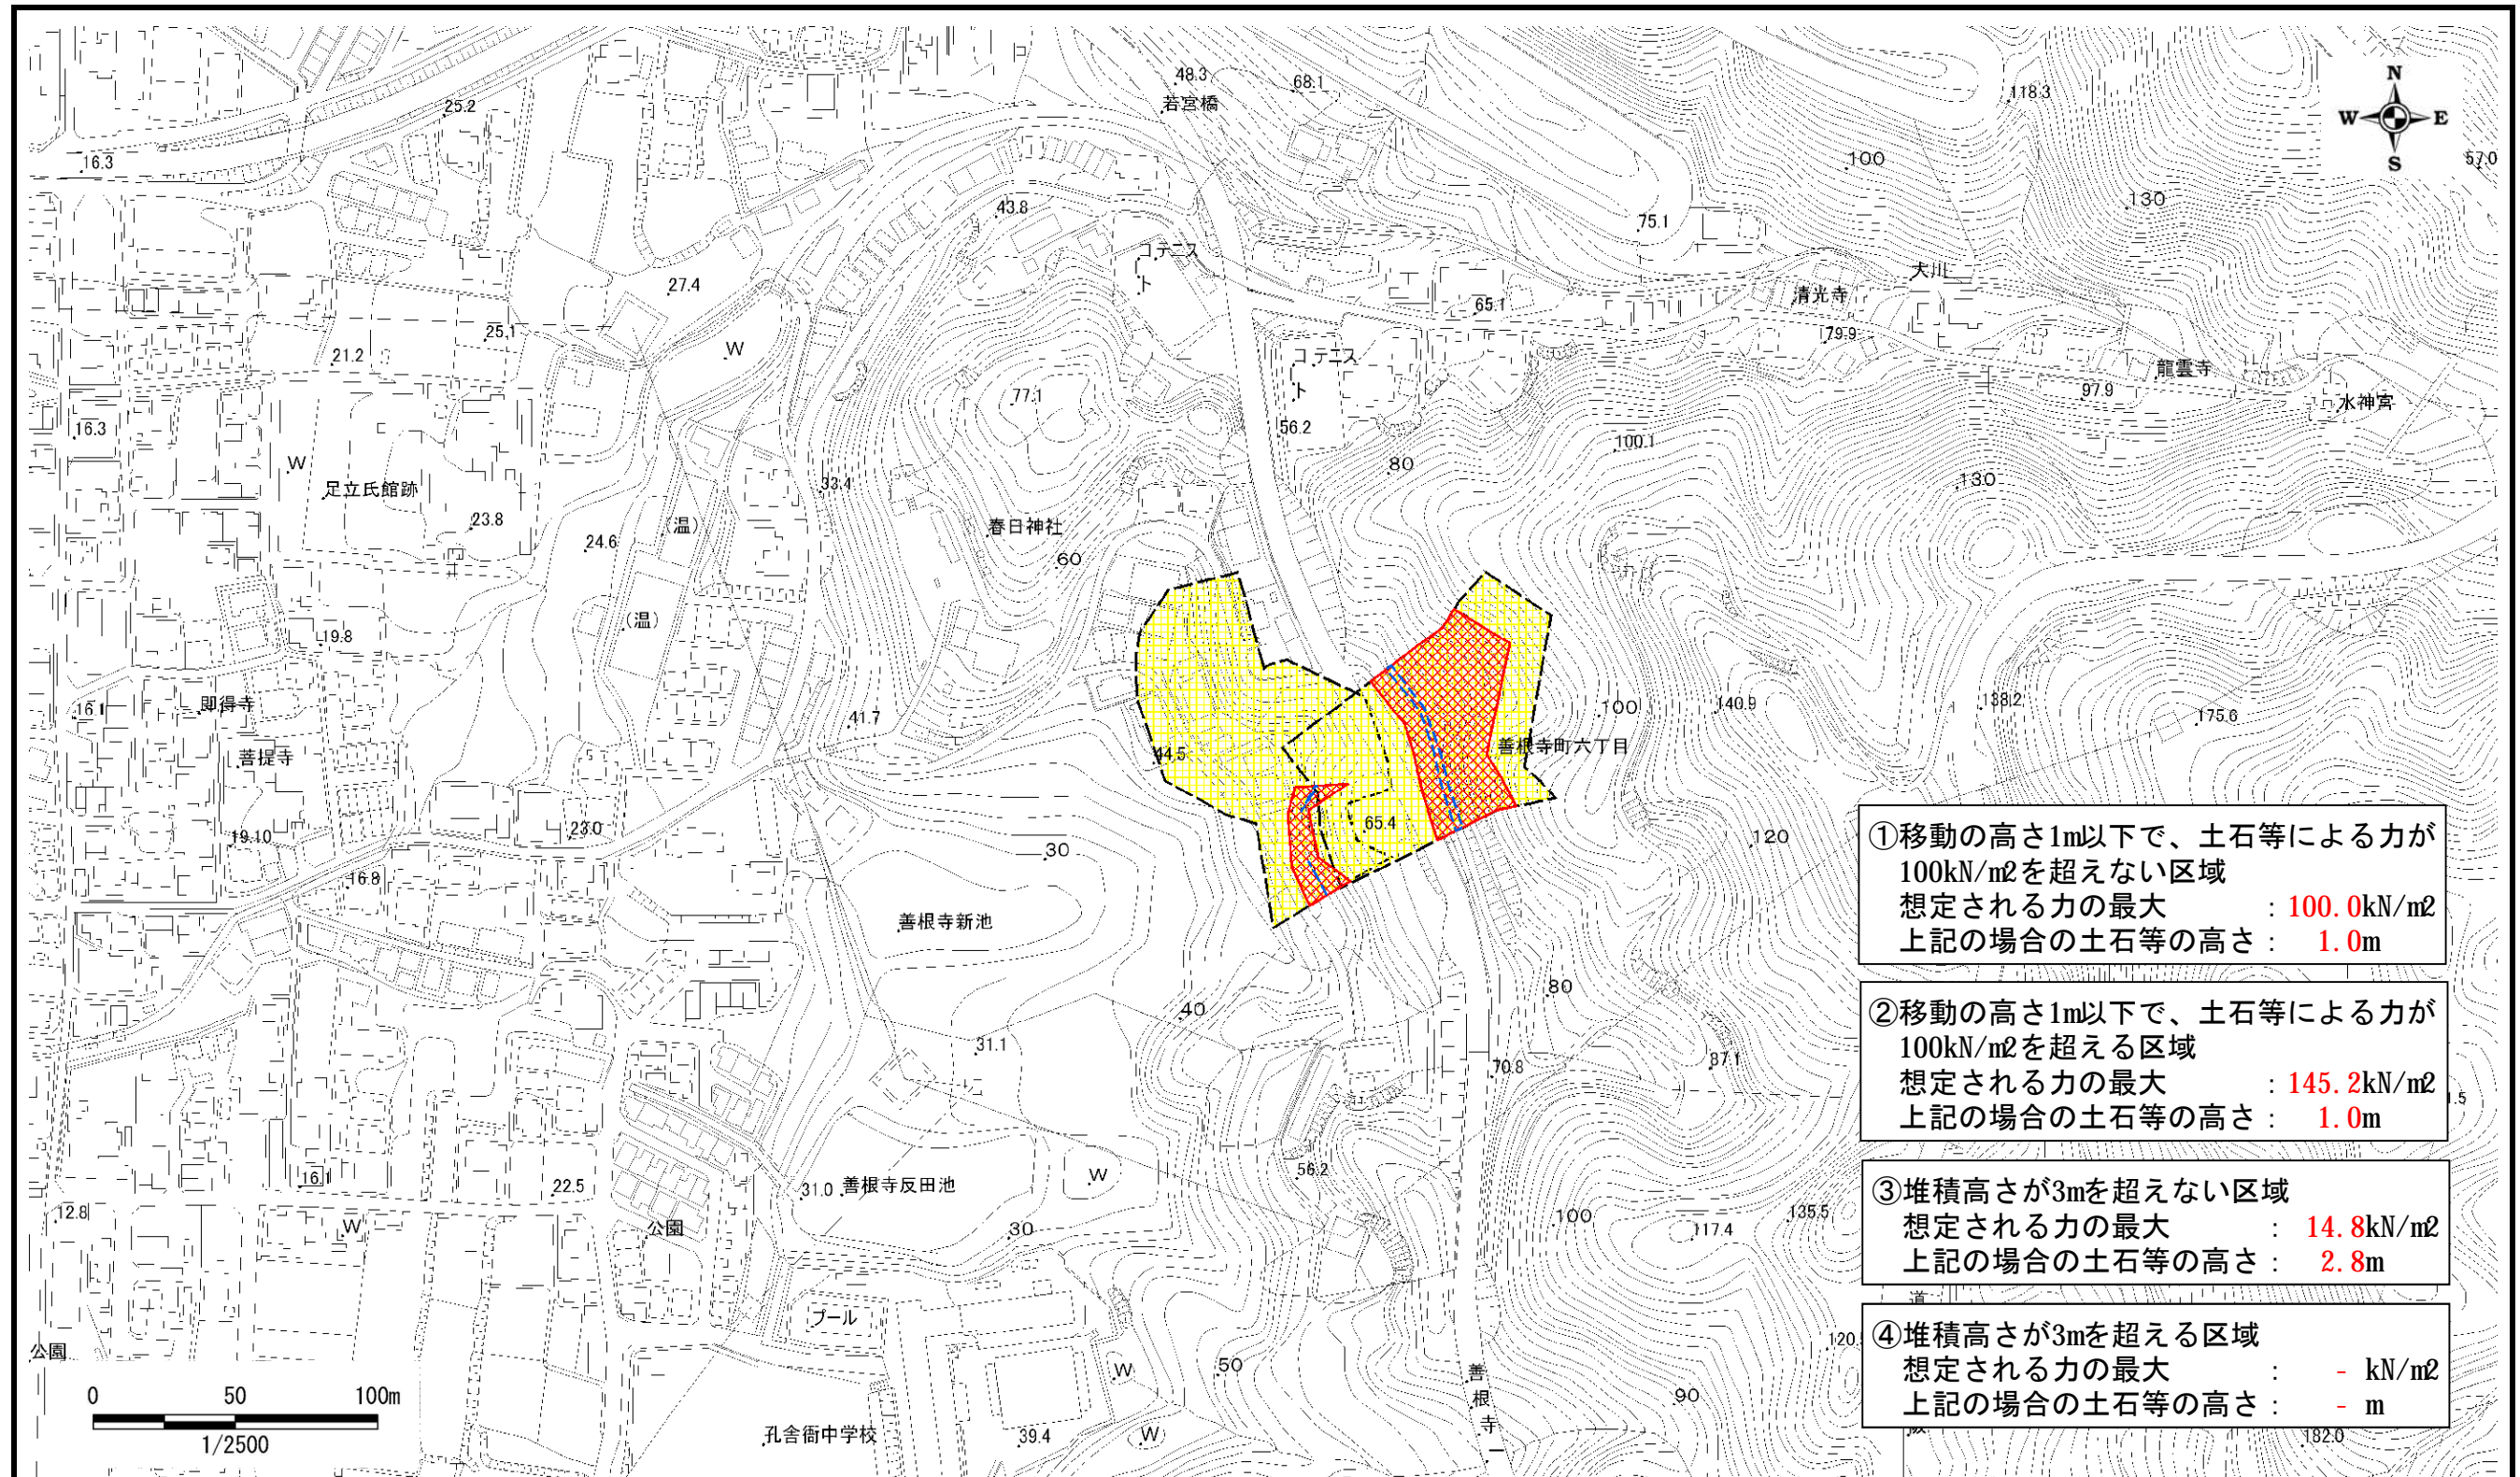 48.3
若宮橋
68.1
118.3
N
W
E
S
25.2
16.3
100
57.0
130
43.8
75.1
テニス
コ
ト
27.4
大川
清光寺
65.1
25.1
79.9
W
21.2
テニス
コ
ト
龍雲寺
77.1
97.9
水神宮
16.3
56.2
100.1
W
80
足立氏館跡
33.4
130
23.8
(温)
春日神社
24.6
60
(温)
19.8
即得寺
16.1
41.7
100
140.9
138.2
175.6
44.5
善根寺町六丁目
菩提寺
65.4
23.0
19.10
120
30
16.8
善根寺新池
80
40
31.1
70.8
87.1
56.2
W
16.1
22.5
31.0
善根寺反田池
12.8
W
公園
30
100
117.4
135.5
プール
道
公園
W
50
善
根
寺
90
W
孔舎衙中学校
39.4
182.0
①移動の高さ1m以下で、土石等による力が
100kN/m2を超えない区域
想定される力の最大 : 100.0kN/m2
上記の場合の土石等の高さ: 1.0m
②移動の高さ1m以下で、土石等による力が
100kN/m2を超える区域
想定される力の最大 : 145.2kN/m2
上記の場合の土石等の高さ: 1.0m
③堆積高さが3mを超えない区域
想定される力の最大 : 14.8kN/m2
上記の場合の土石等の高さ: 2.8m
④堆積高さが3mを超える区域
想定される力の最大 : - kN/m2
上記の場合の土石等の高さ: - m
0 50 100m
1/2500